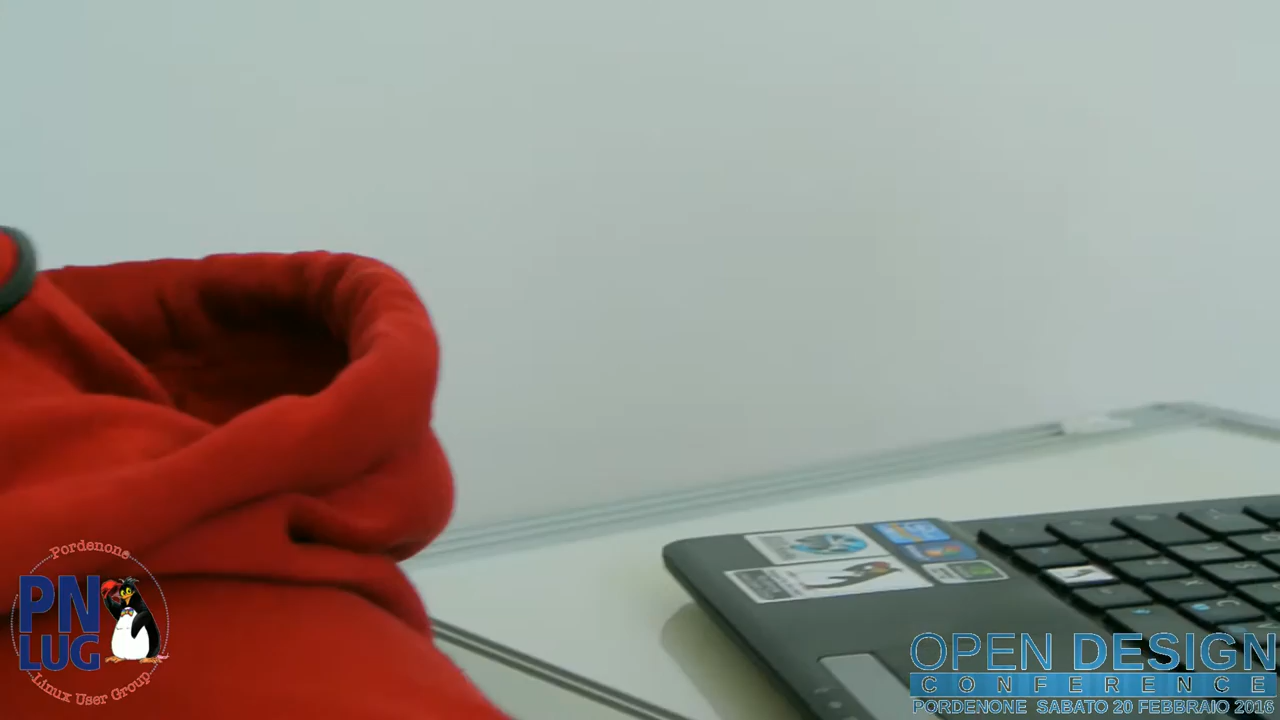 Pordenone
PN
LUG
Linux User Group
OPEN DESIGN
CONFERENCE
PORDENONE SABATO 20 FEBBRAIO 2016